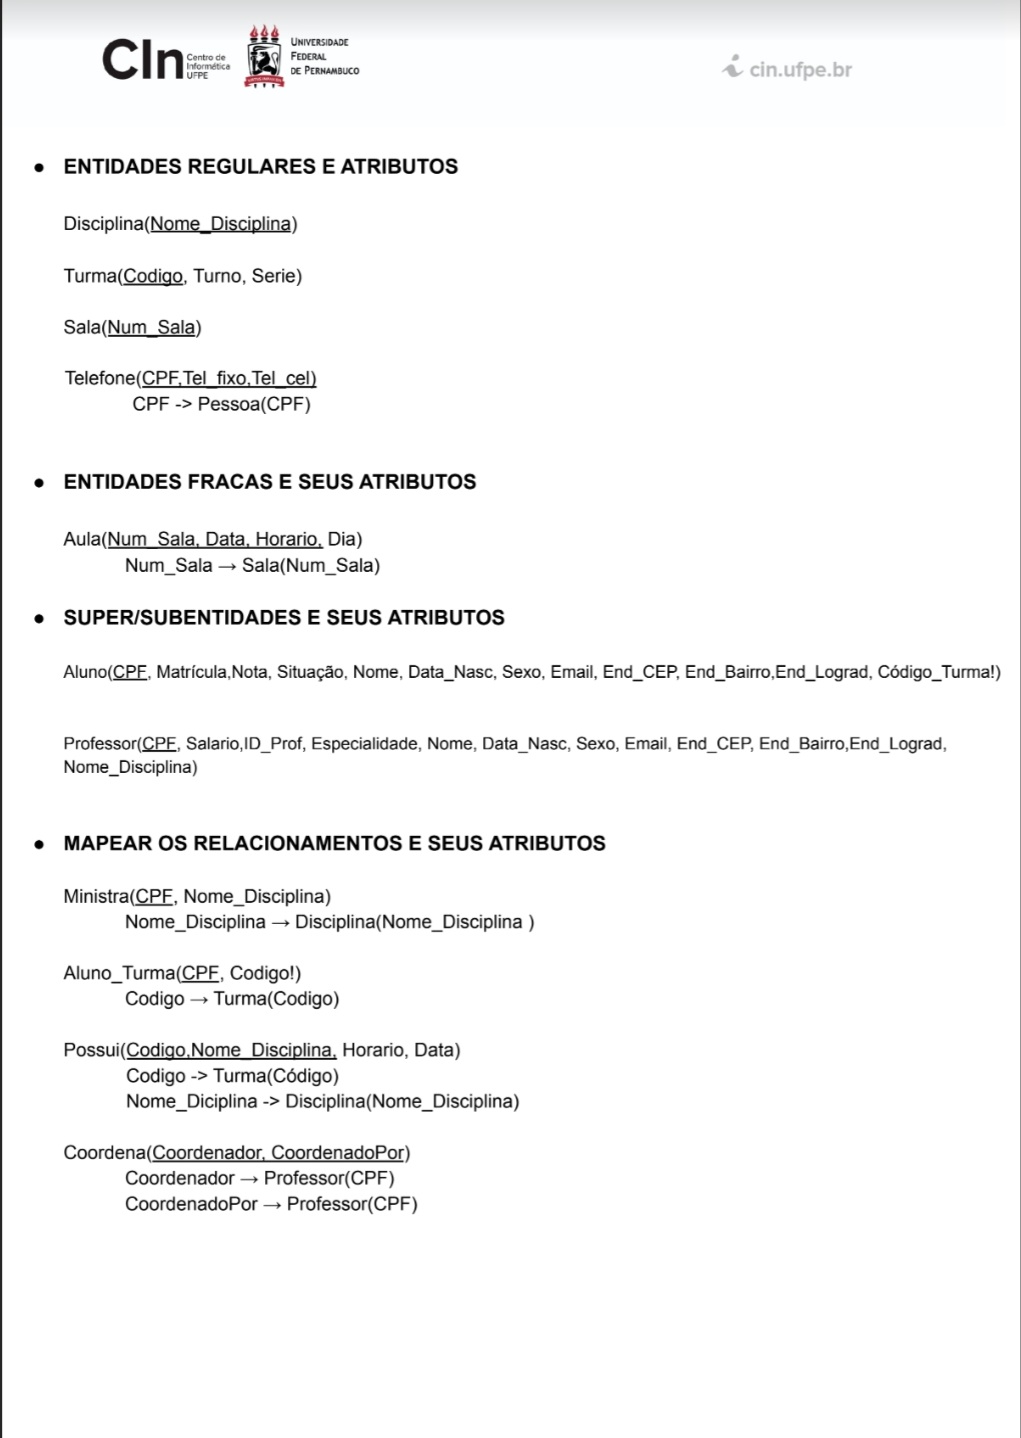 CIn Centro de Informática UFPE
UNIVERSIDADE FEDERAL DE PERNAMBUCO
cin.ufpe.br
● ENTIDADES REGULARES E ATRIBUTOS
Disciplina(Nome_Disciplina)
Turma(Codigo, Turno, Serie)
Sala(Num_Sala)
Telefone(CPF,Tel_fixo,Tel_cel)
CPF -> Pessoa(CPF)
● ENTIDADES FRACAS E SEUS ATRIBUTOS
Aula(Num_Sala, Data, Horario, Dia)
Num_Sala → Sala(Num_Sala)
● SUPER/SUBENTIDADES E SEUS ATRIBUTOS
Aluno(CPF, Matrícula,Nota, Situação, Nome, Data_Nasc, Sexo, Email, End_CEP, End_Bairro,End_Lograd, Código_Turma!)
Professor(CPF, Salario,ID_Prof, Especialidade, Nome, Data_Nasc, Sexo, Email, End_CEP, End_Bairro,End_Lograd,
Nome_Disciplina)
● MAPEAR OS RELACIONAMENTOS E SEUS ATRIBUTOS
Ministra(CPF, Nome_Disciplina)
Nome_Disciplina → Disciplina(Nome_Disciplina )
Aluno_Turma(CPF, Codigo!)
Codigo → Turma(Codigo)
Possui(Codigo,Nome_Disciplina, Horario, Data)
Codigo -> Turma(Código)
Nome_Diciplina -> Disciplina(Nome_Disciplina)
Coordena(Coordenador, CoordenadoPor)
Coordenador → Professor(CPF)
CoordenadoPor → Professor(CPF)